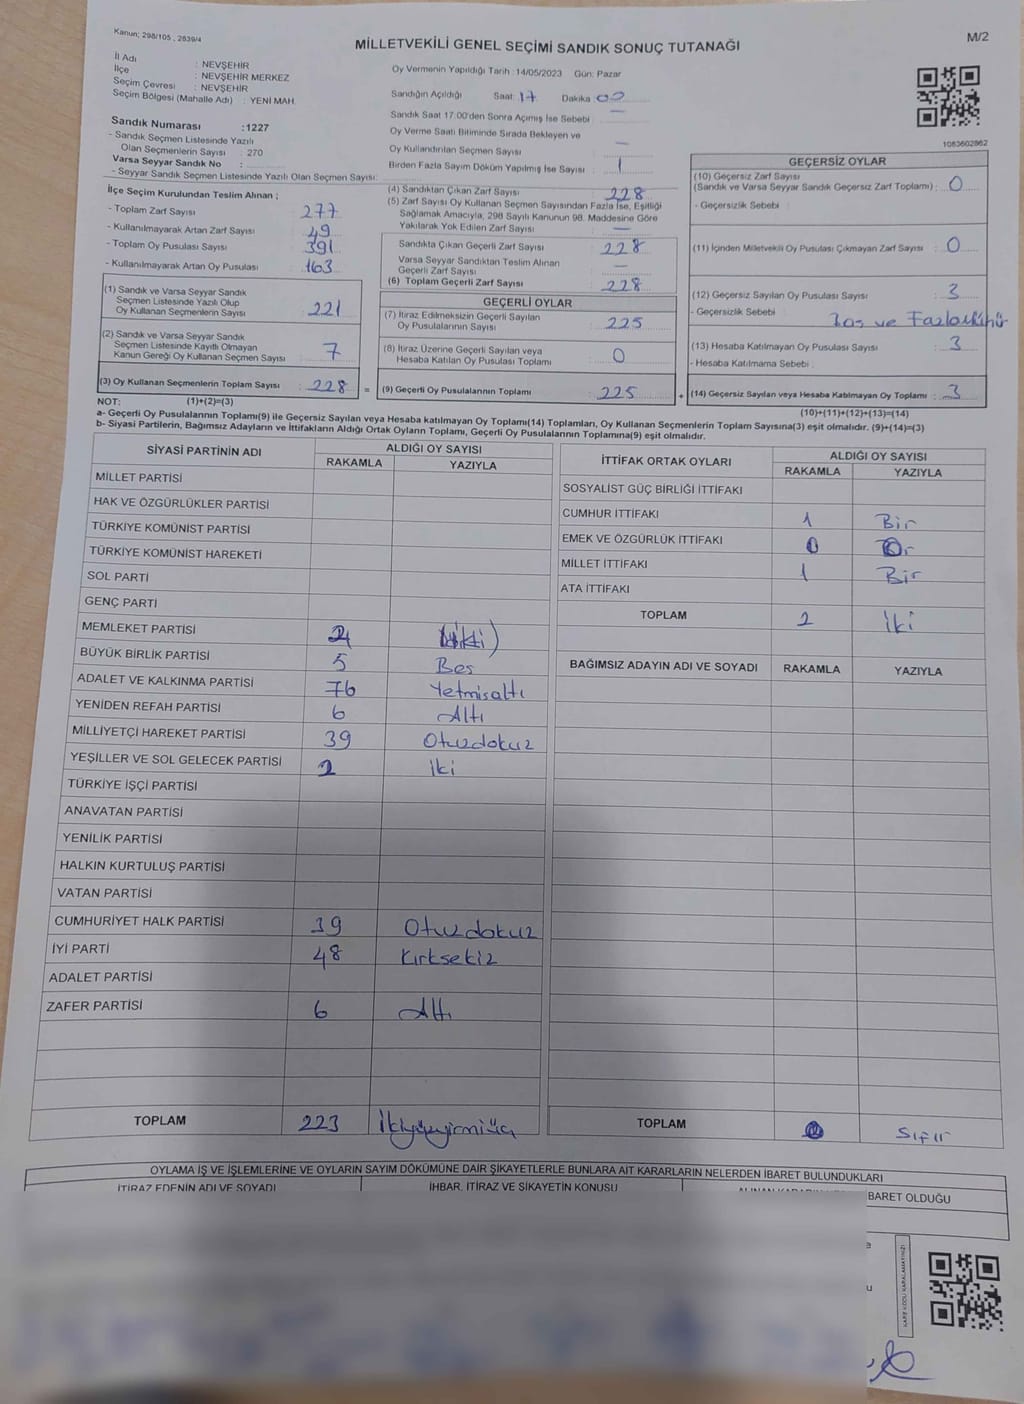 Kanun; 298/105 , 2839/4
M/2
MİLLETVEKİLİ GENEL SEÇİMİ SANDIK SONUÇ TUTANAĞI
İl Adı : NEVŞEHİR
İlçe : NEVŞEHİR MERKEZ
Seçim Çevresi : NEVŞEHİR
Seçim Bölgesi (Mahalle Adı) : YENİ MAH.
Oy Vermenin Yapıldığı Tarih :14/05/2023 Gün: Pazar
Sandığın Açıldığı Saat: 17 Dakika 00
Sandık Saat 17.00'den Sonra Açımış İse Sebebi : —
Oy Verme Saati Bitiminde Sırada Bekleyen ve
Oy Kullandırılan Seçmen Sayısı : —
Birden Fazla Sayım Döküm Yapılmış İse Sayısı : 1
Sandık Numarası :1227
- Sandık Seçmen Listesinde Yazılı
Olan Seçmenlerin Sayısı : 270
Varsa Seyyar Sandık No :
- Seyyar Sandık Seçmen Listesinde Yazılı Olan Seçmen Sayısı:
1083602862
İlçe Seçim Kurulundan Teslim Alınan ;
- Toplam Zarf Sayısı : 277
- Kullanılmayarak Artan Zarf Sayısı : 49
- Toplam Oy Pusulası Sayısı : 391
- Kullanılmayarak Artan Oy Pusulası : 163
(1) Sandık ve Varsa Seyyar Sandık
Seçmen Listesinde Yazılı Olup
Oy Kullanan Seçmenlerin Sayısı : 221
(2) Sandık ve Varsa Seyyar Sandık
Seçmen Listesinde Kayıtlı Olmayan
Kanun Gereği Oy Kullanan Seçmen Sayısı : 7
(3) Oy Kullanan Seçmenlerin Toplam Sayısı : 228 =
(4) Sandıktan Çıkan Zarf Sayısı : 228
(5) Zarf Sayısı Oy Kullanan Seçmen Sayısından Fazla İse, Eşitliği
Sağlamak Amacıyla, 298 Sayılı Kanunun 98. Maddesine Göre
Yakılarak Yok Edilen Zarf Sayısı : —
Sandıkta Çıkan Geçerli Zarf Sayısı : 228
Varsa Seyyar Sandıktan Teslim Alınan
Geçerli Zarf Sayısı : —
(6) Toplam Geçerli Zarf Sayısı : 228
GEÇERLİ OYLAR
(7) İtiraz Edilmeksizin Geçerli Sayılan
Oy Pusulalarının Sayısı : 225
(8) İtiraz Üzerine Geçerli Sayılan veya
Hesaba Katılan Oy Pusulası Toplamı : 0
(9) Geçerli Oy Pusulalarının Toplamı : 225 +
GEÇERSİZ OYLAR
(10) Geçersiz Zarf Sayısı
(Sandık ve Varsa Seyyar Sandık Geçersiz Zarf Toplamı) : 0
- Geçersizlik Sebebi :
(11) İçinden Milletvekili Oy Pusulası Çıkmayan Zarf Sayısı : 0
(12) Geçersiz Sayılan Oy Pusulası Sayısı : 3
- Geçersizlik Sebebi : Boş ve
(13) Hesaba Katılmayan Oy Pusulası Sayısı : 3
- Hesaba Katılmama Sebebi :
(14) Geçersiz Sayılan veya Hesaba Katılmayan Oy Toplamı : 3
NOT: (1)+(2)=(3)
(10)+(11)+(12)+(13)=(14)
a- Geçerli Oy Pusulalarının Toplamı(9) ile Geçersiz Sayılan veya Hesaba katılmayan Oy Toplamı(14) Toplamları, Oy Kullanan Seçmenlerin Toplam Sayısına(3) eşit olmalıdır. (9)+(14)=(3)
b- Siyasi Partilerin, Bağımsız Adayların ve İttifakların Aldığı Ortak Oyların Toplamı, Geçerli Oy Pusulalarının Toplamına(9) eşit olmalıdır.
SİYASİ PARTİNİN ADI ALDIĞI OY SAYISI
RAKAMLA YAZIYLA
MİLLET PARTİSİ
HAK VE ÖZGÜRLÜKLER PARTİSİ
TÜRKİYE KOMÜNİST PARTİSİ
TÜRKİYE KOMÜNİST HAREKETİ
SOL PARTİ
GENÇ PARTİ
MEMLEKET PARTİSİ 2 (iki)
BÜYÜK BİRLİK PARTİSİ 5 Beş
ADALET VE KALKINMA PARTİSİ 76 Yetmişaltı
YENİDEN REFAH PARTİSİ 6 Altı
MİLLİYETÇİ HAREKET PARTİSİ 39 Otuzdokuz
YEŞİLLER VE SOL GELECEK PARTİSİ 2 iki
TÜRKİYE İŞÇİ PARTİSİ
ANAVATAN PARTİSİ
YENİLİK PARTİSİ
HALKIN KURTULUŞ PARTİSİ
VATAN PARTİSİ
CUMHURİYET HALK PARTİSİ 39 Otuzdokuz
İYİ PARTİ 48 Kırksekiz
ADALET PARTİSİ
ZAFER PARTİSİ 6 Altı
TOPLAM 223 İkiyüzyirmiüç
İTTİFAK ORTAK OYLARI ALDIĞI OY SAYISI
RAKAMLA YAZIYLA
SOSYALİST GÜÇ BİRLİĞİ İTTİFAKI
CUMHUR İTTİFAKI 1 Bir
EMEK VE ÖZGÜRLÜK İTTİFAKI 0
MİLLET İTTİFAKI 1 Bir
ATA İTTİFAKI
TOPLAM 2 İki
BAĞIMSIZ ADAYIN ADI VE SOYADI RAKAMLA YAZIYLA
TOPLAM 0 Sıfır
OYLAMA İŞ VE İŞLEMLERİNE VE OYLARIN SAYIM DÖKÜMÜNE DAİR ŞİKAYETLERLE BUNLARA AİT KARARLARIN NELERDEN İBARET BULUNDUKLARI
İTİRAZ EDENİN ADI VE SOYADI İHBAR, İTİRAZ VE ŞİKAYETİN KONUSU BARET OLDUĞU
KARE KODU KARALAMAYINIZ!